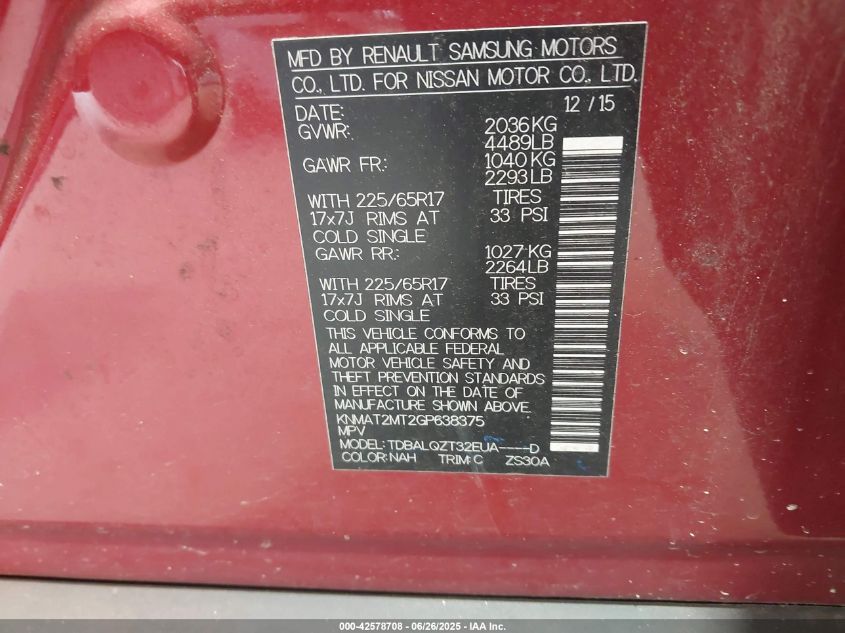 MFD BY RENAULT SAMSUNG MOTORS
CO., LTD. FOR NISSAN MOTOR CO., LTD.
DATE: 12 / 15
GVWR: 2036KG
4489LB
GAWR FR.: 1040KG
2293LB
WITH 225/65R17 TIRES
17x7J RIMS AT 33 PSI
COLD SINGLE
GAWR RR.: 1027KG
2264LB
WITH 225/65R17 TIRES
17x7J RIMS AT 33 PSI
COLD SINGLE
THIS VEHICLE CONFORMS TO
ALL APPLICABLE FEDERAL
MOTOR VEHICLE SAFETY AND
THEFT PREVENTION STANDARDS
IN EFFECT ON THE DATE OF
MANUFACTURE SHOWN ABOVE.
KNMAT2MT2GP638375
MPV
MODEL: TDBALQZT32EUA----D
COLOR: NAH TRIM: C ZS30A
000-42578708 - 06/26/2025 - IAA Inc.